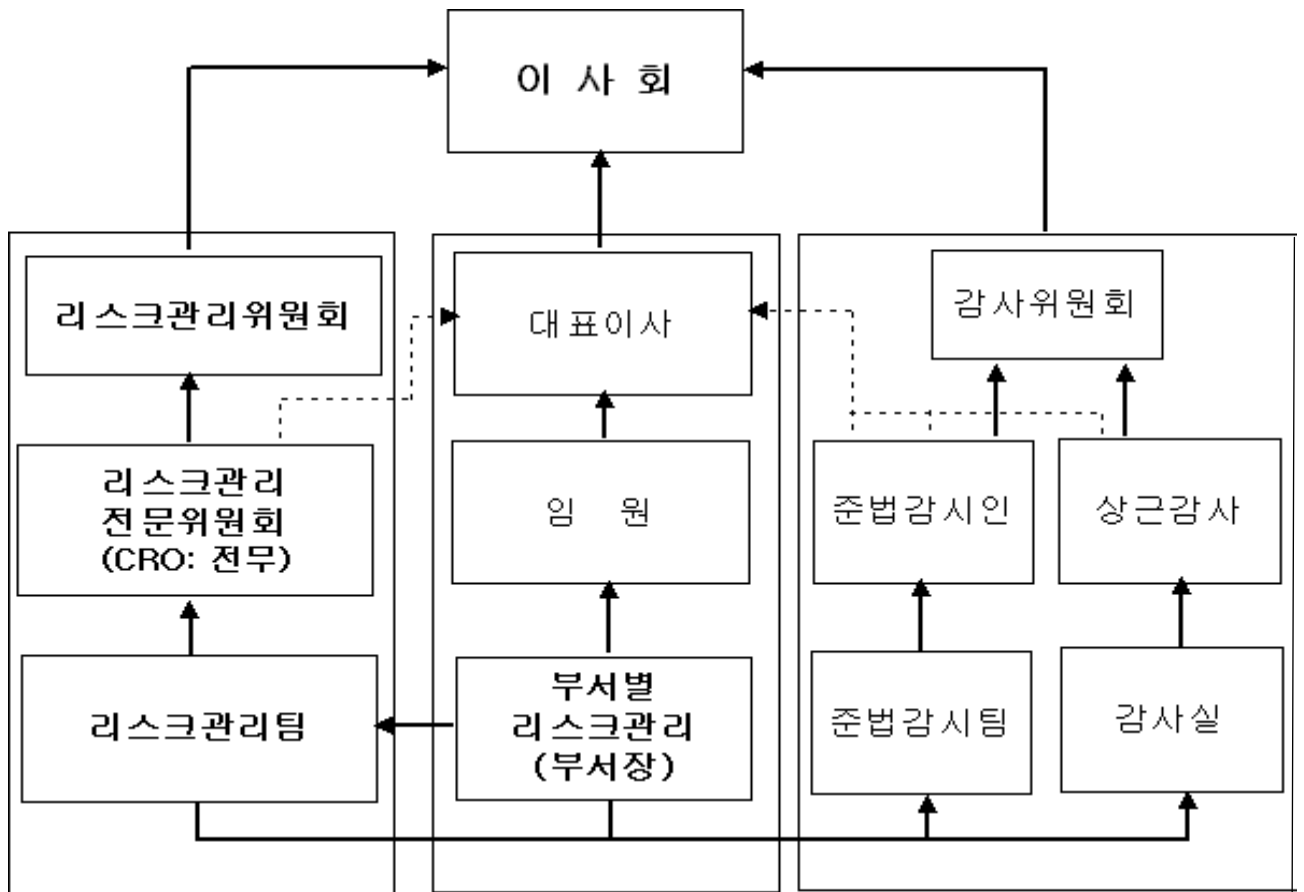 이 사 회
리스크관리위원회
대표이사
감사위원회
리스크관리
전문위원회
(CRO: 전무)
임 원
준법감시인
상근감사
리스크관리팀
부서별
리스크관리
(부서장)
준법감시팀
감사실